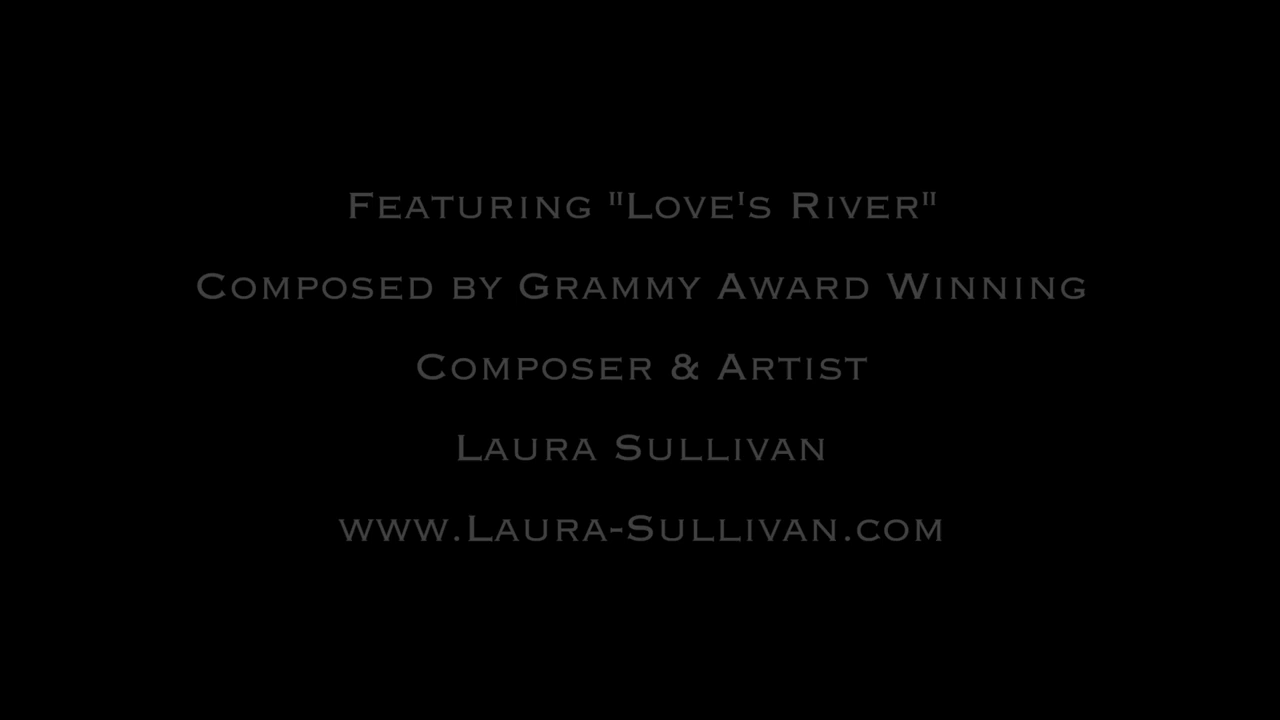 Featuring "Love's River"
Composed by Grammy Award Winning
Composer & Artist
Laura Sullivan
www.Laura-Sullivan.com